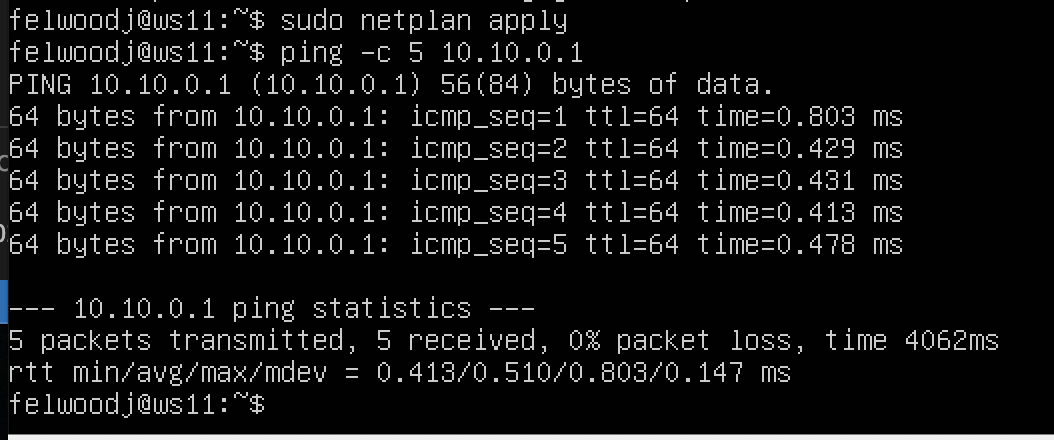 felwoodj@ws11:~$ sudo netplan apply
felwoodj@ws11:~$ ping -c 5 10.10.0.1
PING 10.10.0.1 (10.10.0.1) 56(84) bytes of data.
64 bytes from 10.10.0.1: icmp_seq=1 ttl=64 time=0.803 ms
64 bytes from 10.10.0.1: icmp_seq=2 ttl=64 time=0.429 ms
64 bytes from 10.10.0.1: icmp_seq=3 ttl=64 time=0.431 ms
64 bytes from 10.10.0.1: icmp_seq=4 ttl=64 time=0.413 ms
64 bytes from 10.10.0.1: icmp_seq=5 ttl=64 time=0.478 ms
--- 10.10.0.1 ping statistics ---
5 packets transmitted, 5 received, 0% packet loss, time 4062ms
rtt min/avg/max/mdev = 0.413/0.510/0.803/0.147 ms
felwoodj@ws11:~$